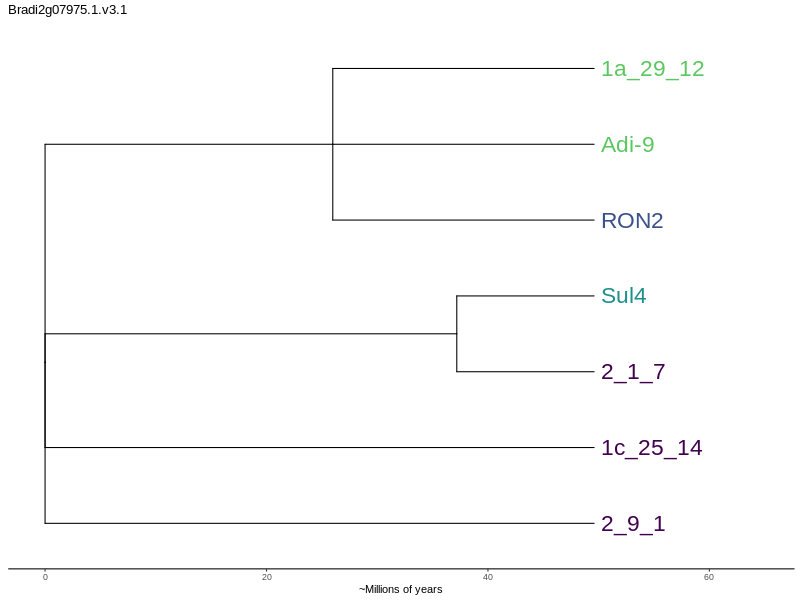 Bradi2g07975.1.v3.1
1a_29_12
Adi-9
RON2
Sul4
2_1_7
1c_25_14
2_9_1
0 20 40 60
~Millions of years